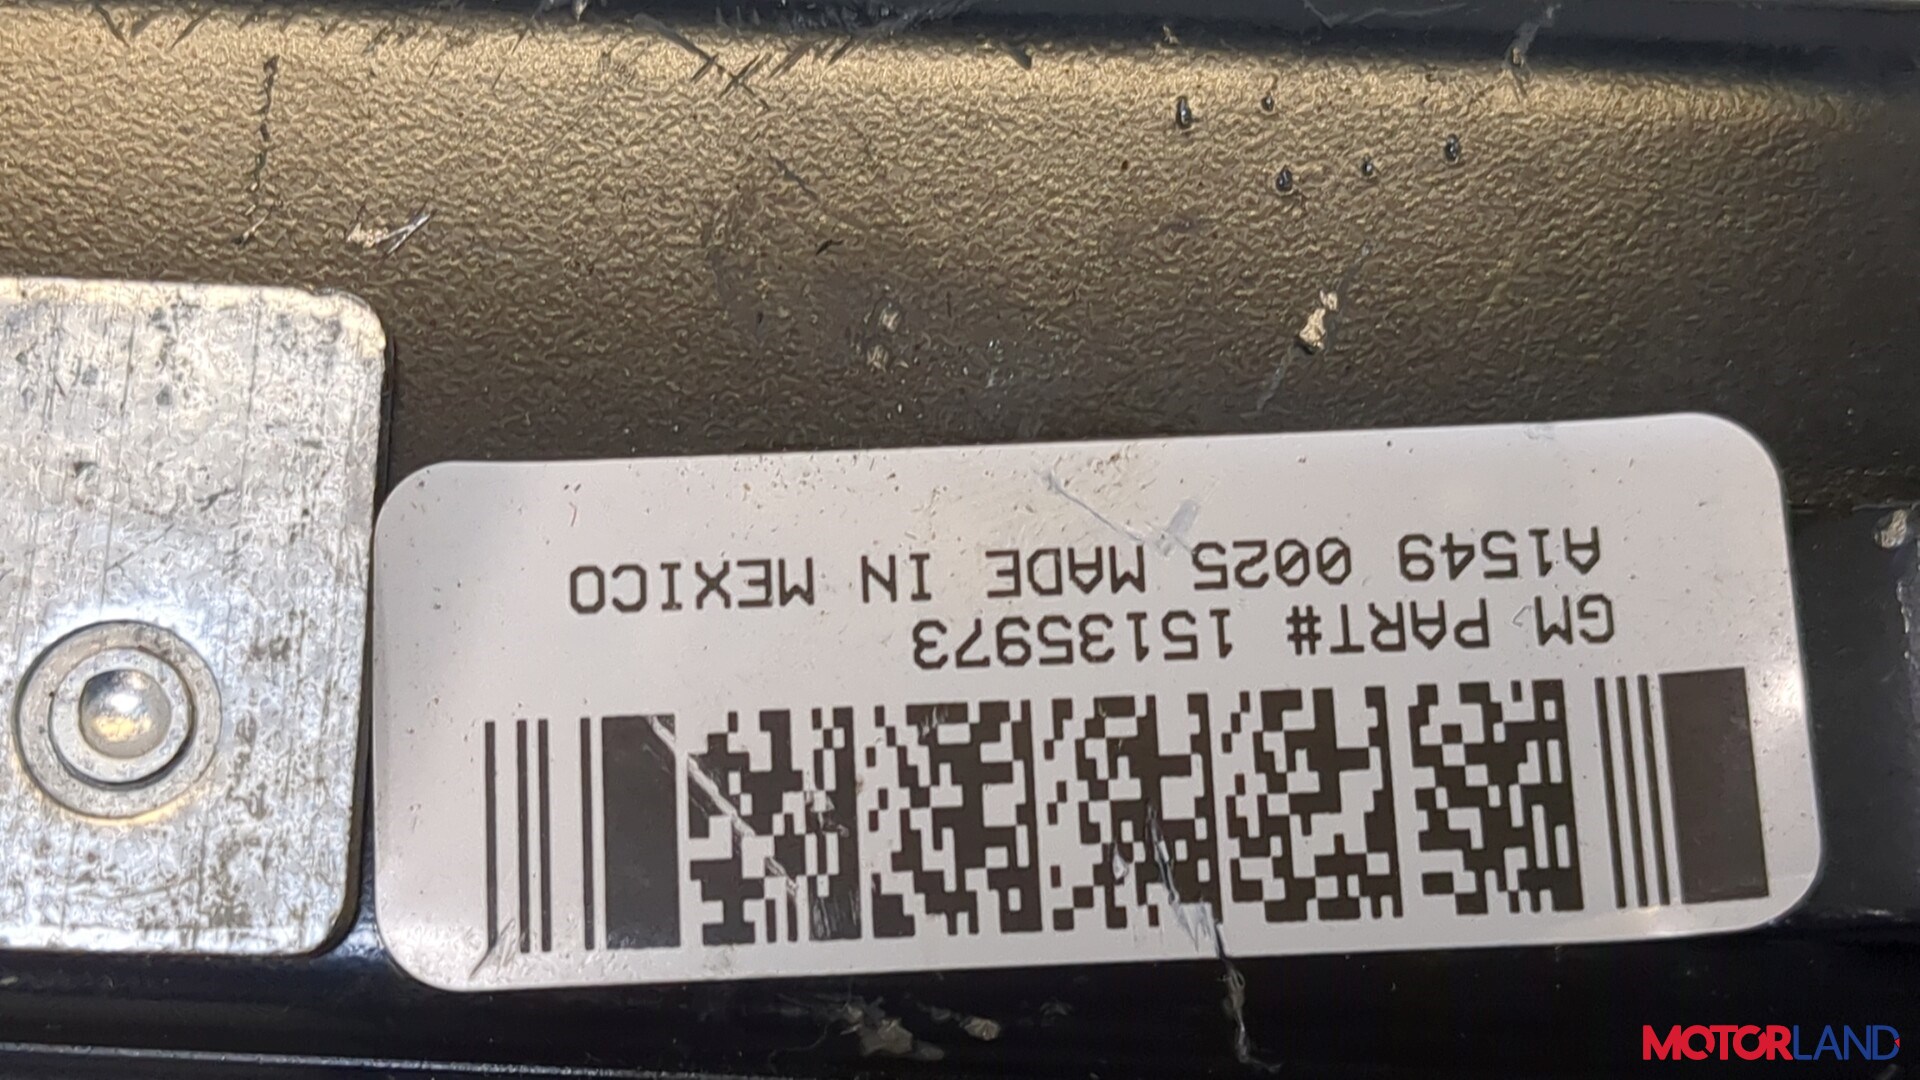 GM PART# 15135973
A1549 0025 MADE IN MEXICO
MOTORLAND